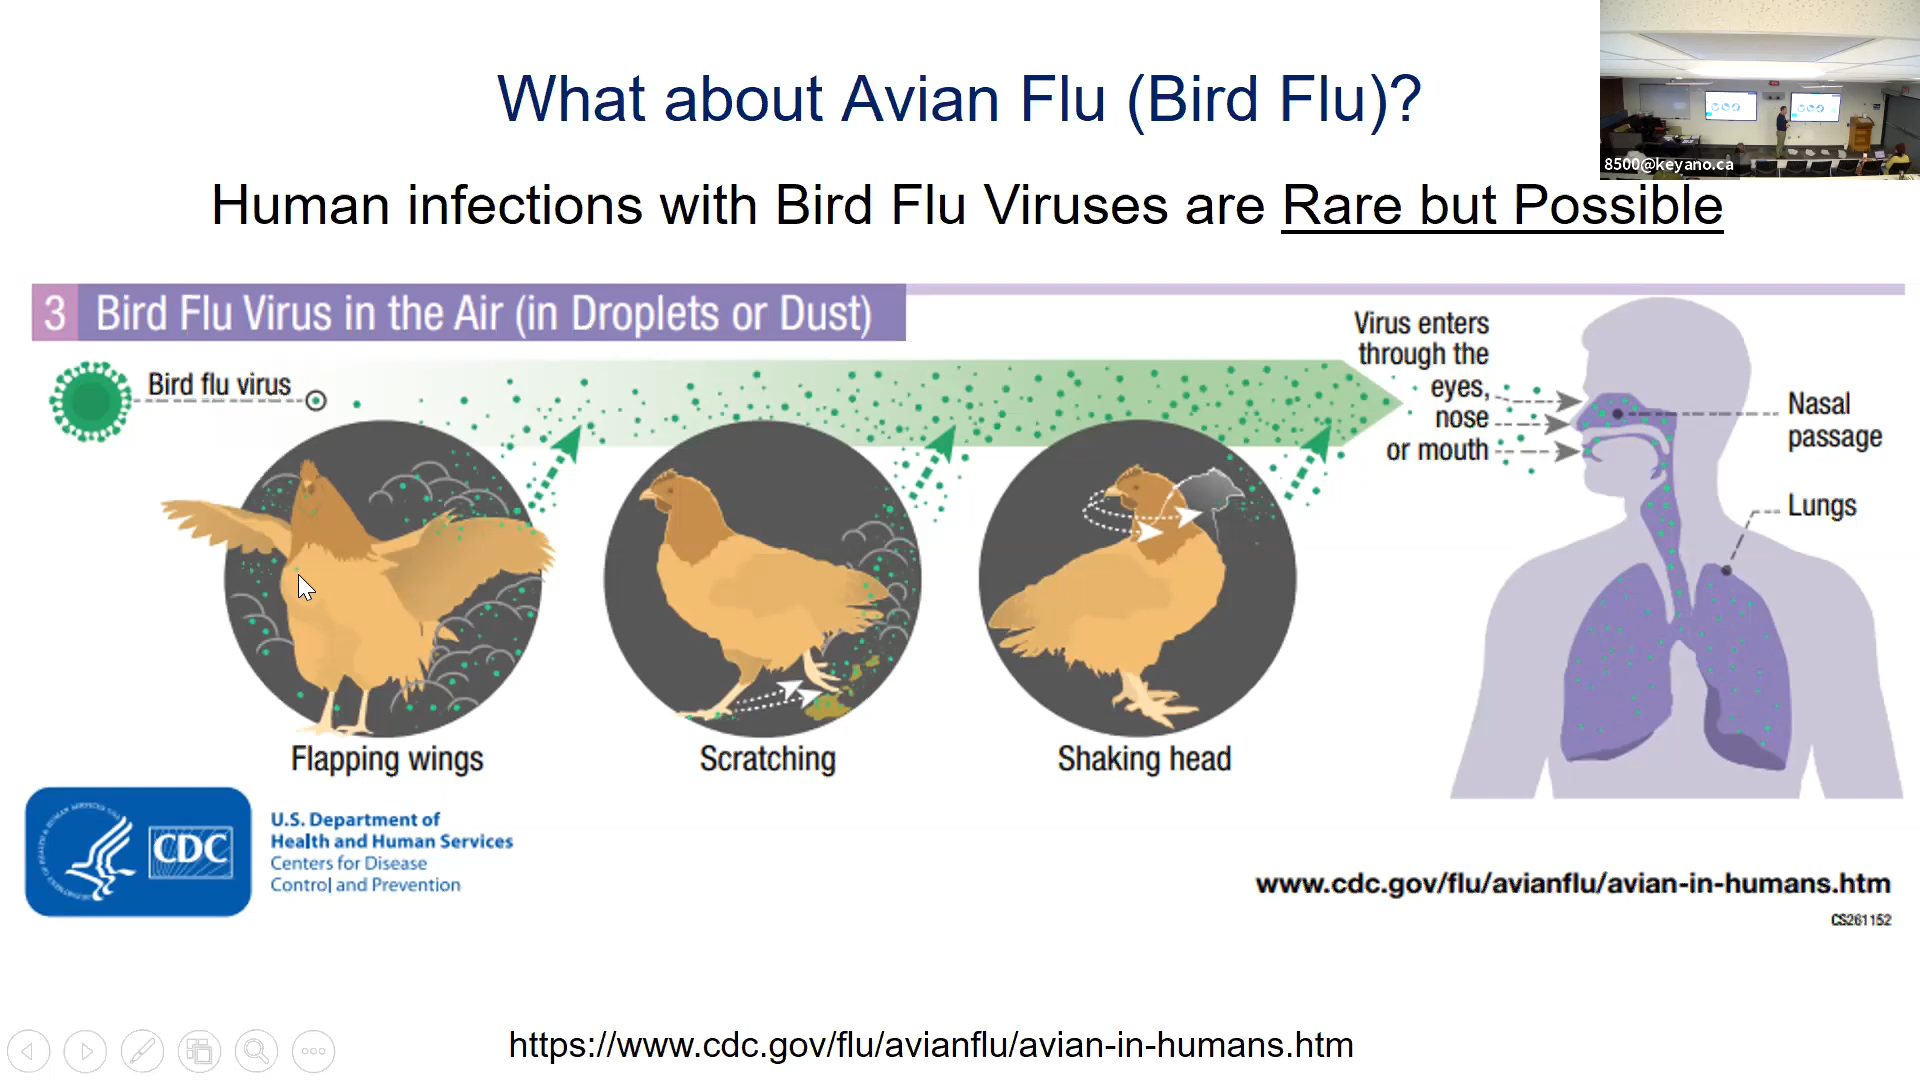 What about Avian Flu (Bird Flu)?
8500@keyano.ca
Human infections with Bird Flu Viruses are Rare but Possible
3 Bird Flu Virus in the Air (in Droplets or Dust)
Bird flu virus
Virus enters
through the
eyes,
nose
or mouth
Nasal
passage
Lungs
Flapping wings
Scratching
Shaking head
CDC
U.S. Department of
Health and Human Services
Centers for Disease
Control and Prevention
www.cdc.gov/flu/avianflu/avian-in-humans.htm
CS261152
https://www.cdc.gov/flu/avianflu/avian-in-humans.htm